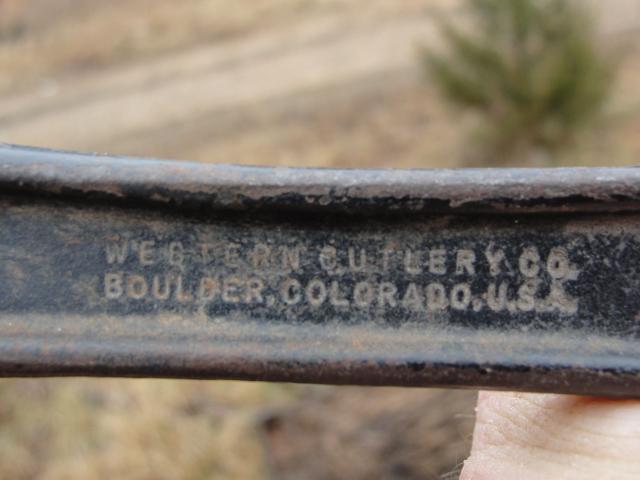 WESTERN CUTLERY CO.
BOULDER, COLORADO, U.S.A.